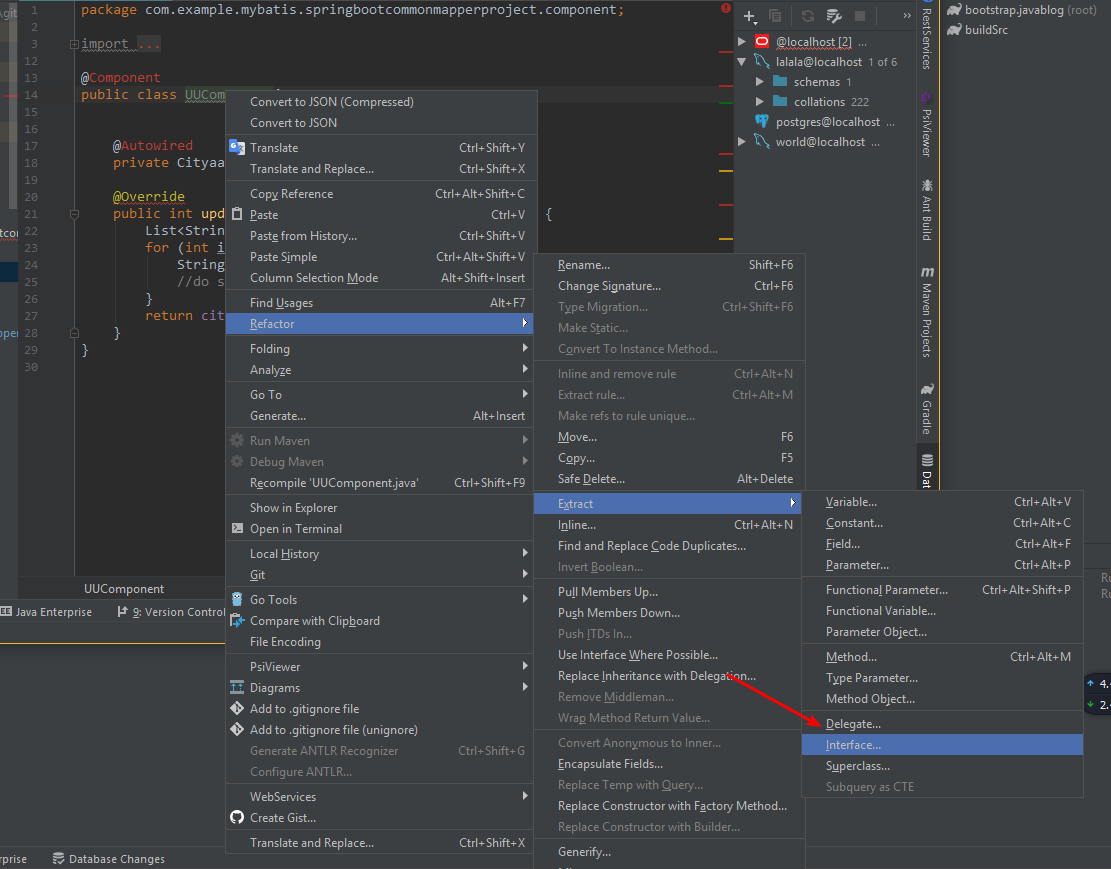 \git
1 package com.example.mybatis.springbootcommonmapperproject.component;
2
3 import ...
12
13 @Component
14 public class UUCom
15
16
17 @Autowired
18 private Cityaa
19
20 @Override
21 public int upd {
22 List<String
23 for (int i
24 String
25 //do s
26 }
27 return cit
28 }
29 }
30
tcor
pper
UUComponent
Java Enterprise
9: Version Control
rprise
Database Changes
Convert to JSON (Compressed)
Convert to JSON
Translate Ctrl+Shift+Y
Translate and Replace... Ctrl+Shift+X
Copy Reference Ctrl+Alt+Shift+C
Paste Ctrl+V
Paste from History... Ctrl+Shift+V
Paste Simple Ctrl+Alt+Shift+V
Column Selection Mode Alt+Shift+Insert
Find Usages Alt+F7
Refactor
Folding
Analyze
Go To
Generate... Alt+Insert
Run Maven
Debug Maven
Recompile 'UUComponent.java' Ctrl+Shift+F9
Show in Explorer
Open in Terminal
Local History
Git
Go Tools
Compare with Clipboard
File Encoding
PsiViewer
Diagrams
Add to .gitignore file
Add to .gitignore file (unignore)
Generate ANTLR Recognizer Ctrl+Shift+G
Configure ANTLR...
WebServices
Create Gist...
Translate and Replace... Ctrl+Shift+X
Rename... Shift+F6
Change Signature... Ctrl+F6
Type Migration... Ctrl+Shift+F6
Make Static...
Convert To Instance Method...
Inline and remove rule Ctrl+Alt+N
Extract rule... Ctrl+Alt+M
Make refs to rule unique...
Move... F6
Copy... F5
Safe Delete... Alt+Delete
Extract
Inline... Ctrl+Alt+N
Find and Replace Code Duplicates...
Invert Boolean...
Pull Members Up...
Push Members Down...
Push ITDs In...
Use Interface Where Possible...
Replace Inheritance with Delegation...
Remove Middleman...
Wrap Method Return Value...
Convert Anonymous to Inner...
Encapsulate Fields...
Replace Temp with Query...
Replace Constructor with Factory Method...
Replace Constructor with Builder...
Generify...
Variable... Ctrl+Alt+V
Constant... Ctrl+Alt+C
Field... Ctrl+Alt+F
Parameter... Ctrl+Alt+P
Functional Parameter... Ctrl+Alt+Shift+P
Functional Variable...
Parameter Object...
Method... Ctrl+Alt+M
Type Parameter...
Method Object...
Delegate...
Interface...
Superclass...
Subquery as CTE
@localhost [2] ...
lalala@localhost 1 of 6
schemas 1
collations 222
postgres@localhost ...
world@localhost ...
RestServices
PsiViewer
Ant Build
Maven Projects
Gradle
Dat
bootstrap.javablog (root)
buildSrc
Ru
Ru
4.
2.